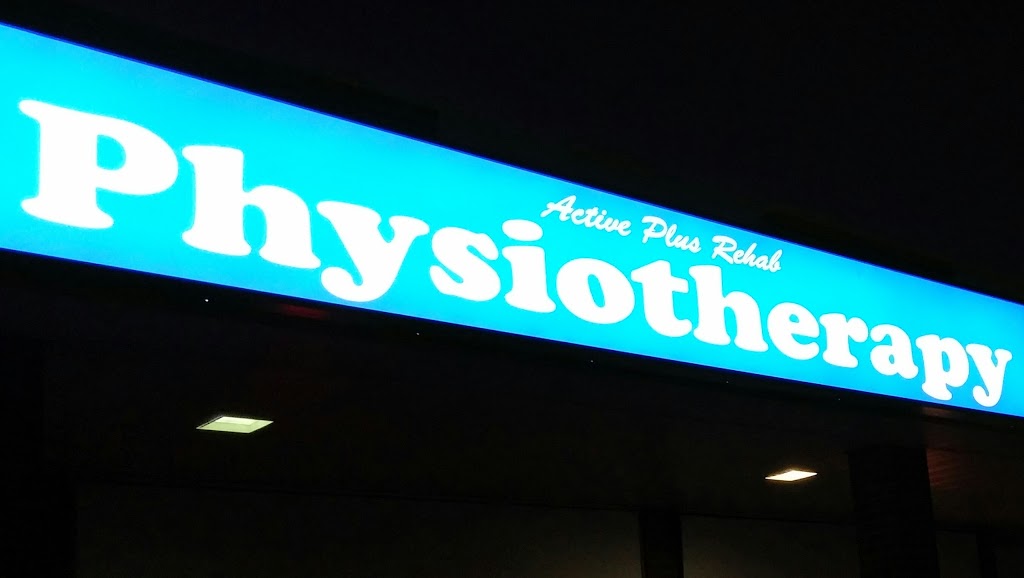 Active Plus Rehab
Physiotherapy